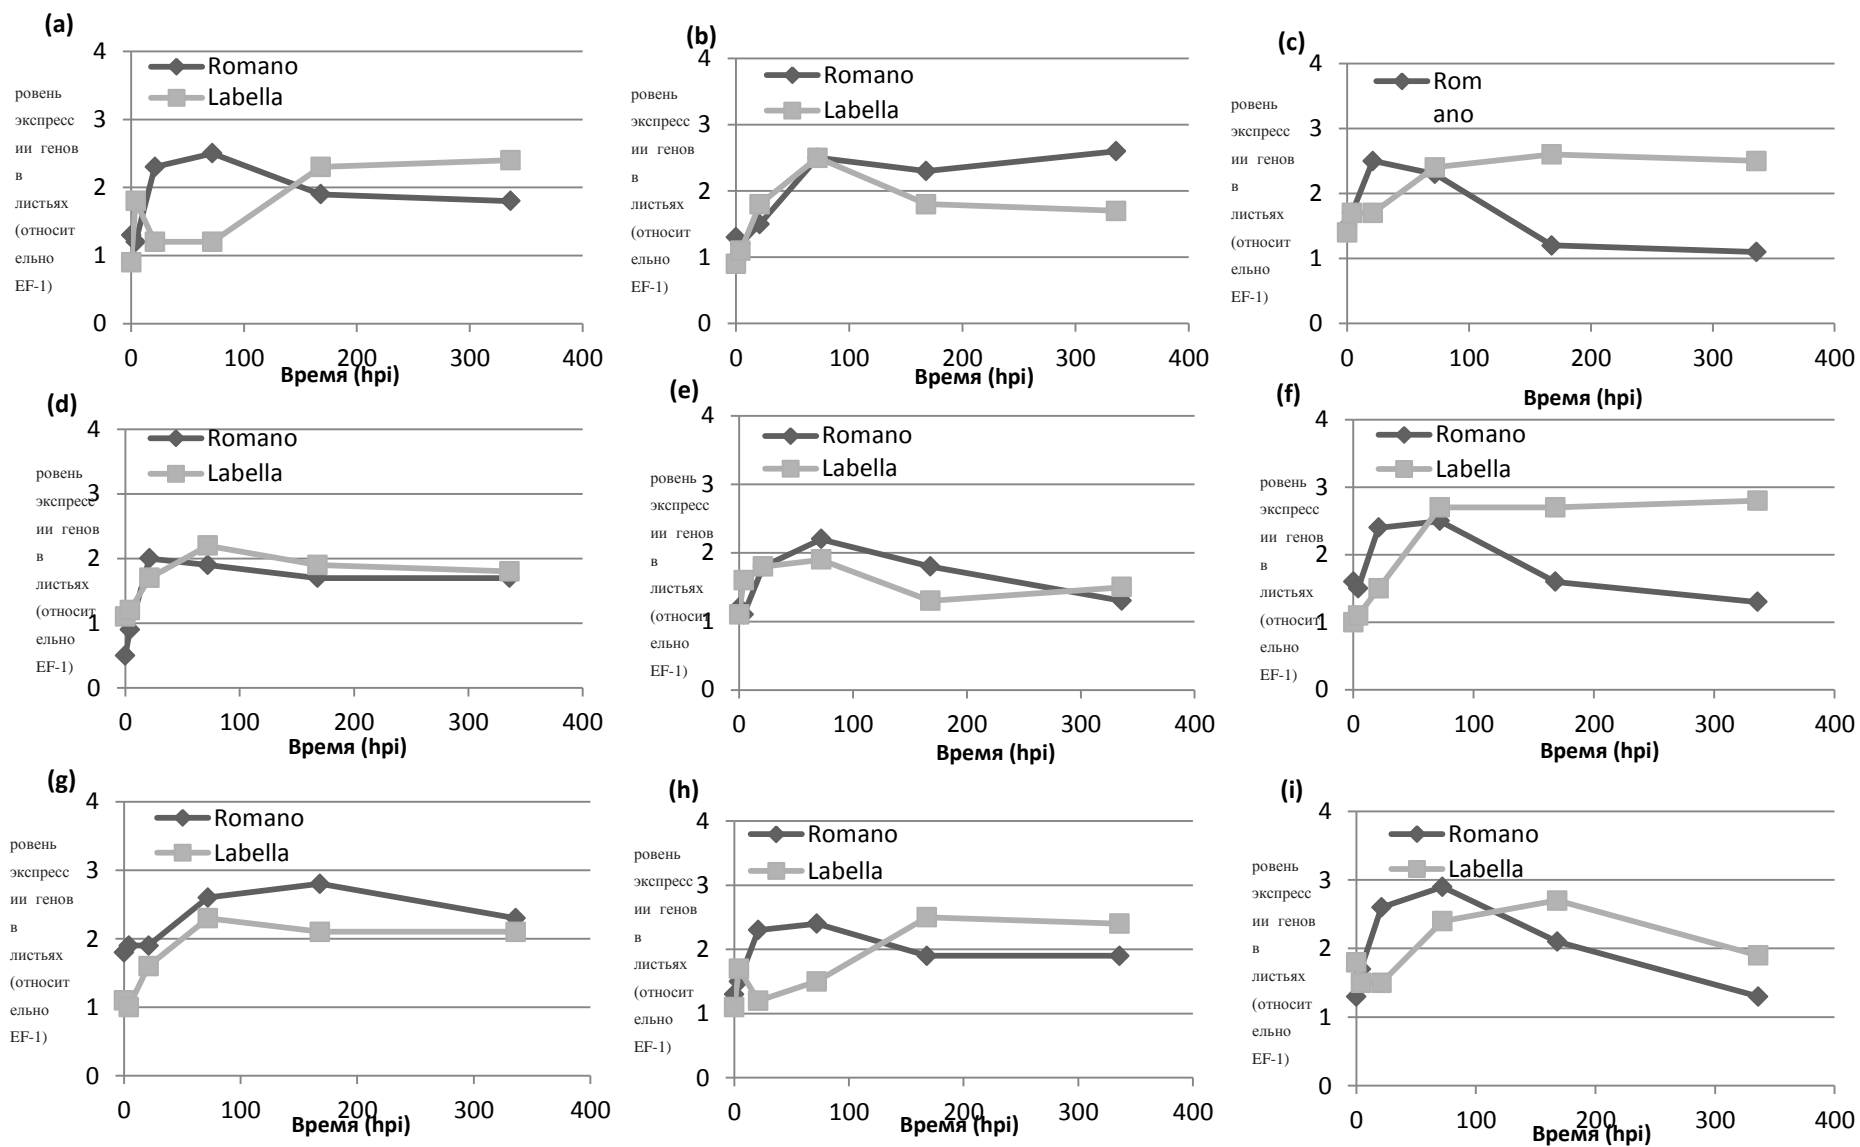 (a)
4
3
2
1
0
ровень
экспресс
ии генов
в
листьях
(относит
ельно
EF-1)
Romano
Labella
0 100 200 300 400
Время (hpi)
(b)
4
3
2
1
0
ровень
экспресс
ии генов
в
листьях
(относит
ельно
EF-1)
Romano
Labella
0 100 200 300 400
Время (hpi)
(c)
4
3
2
1
0
ровень
экспресс
ии генов
в
листьях
(относит
ельно
EF-1)
Rom
ano
0 100 200 300 400
Время (hpi)
(d)
4
3
2
1
0
ровень
экспресс
ии генов
в
листьях
(относит
ельно
EF-1)
Romano
Labella
0 100 200 300 400
Время (hpi)
(e)
4
3
2
1
0
ровень
экспресс
ии генов
в
листьях
(относит
ельно
EF-1)
Romano
Labella
0 100 200 300 400
Время (hpi)
(f)
4
3
2
1
0
ровень
экспресс
ии генов
в
листьях
(относит
ельно
EF-1)
Romano
Labella
0 100 200 300 400
Время (hpi)
(g)
4
3
2
1
0
ровень
экспресс
ии генов
в
листьях
(относит
ельно
EF-1)
Romano
Labella
0 100 200 300 400
Время (hpi)
(h)
4
3
2
1
0
ровень
экспресс
ии генов
в
листьях
(относит
ельно
EF-1)
Romano
Labella
0 100 200 300 400
Время (hpi)
(i)
4
3
2
1
0
ровень
экспресс
ии генов
в
листьях
(относит
ельно
EF-1)
Romano
Labella
0 100 200 300 400
Время (hpi)